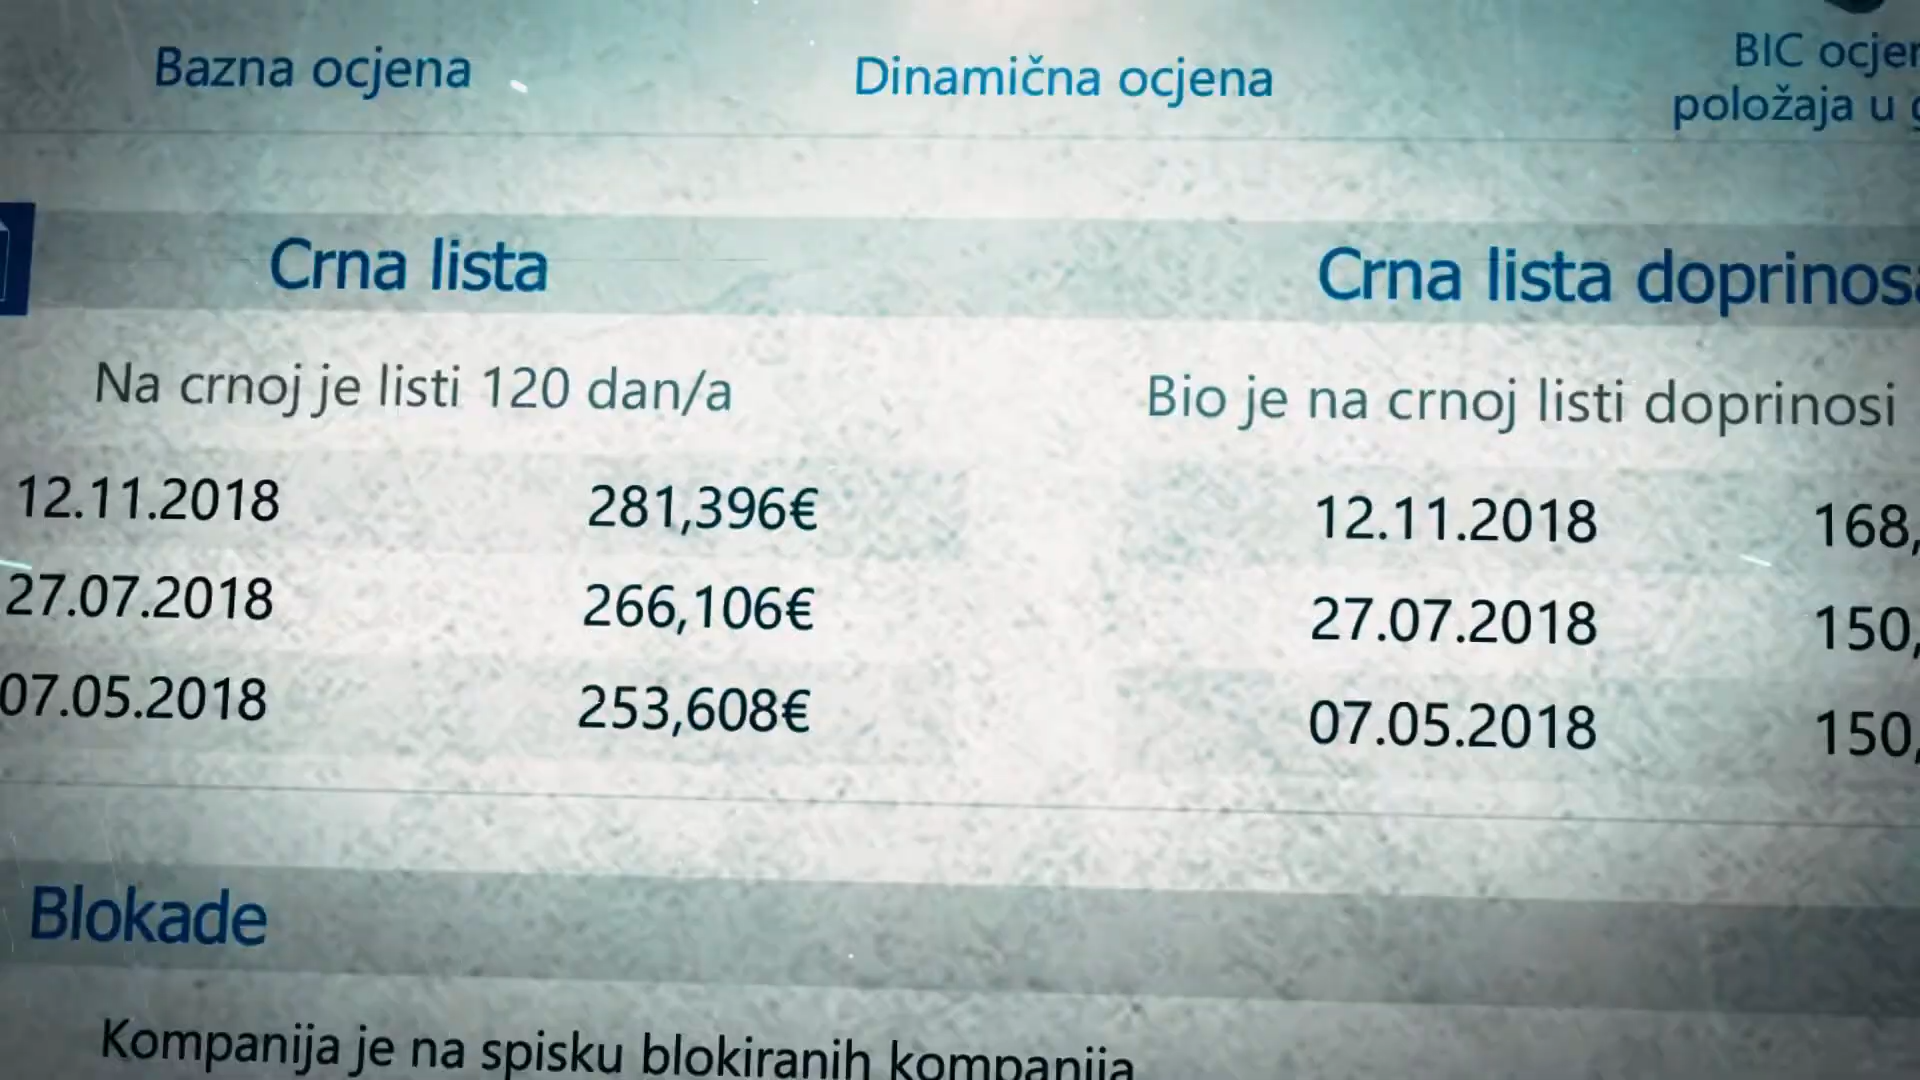 Bazna ocjena
Dinamična ocjena
BIC
položaja u
Crna lista
Crna lista
Na crnoj je listi 120 dan/a
Bio je na crnoj listi doprinosi
12.11.2018 281,396€
27.07.2018 266,106€
07.05.2018 253,608€
12.11.2018 168,
27.07.2018 150,
07.05.2018 150,
Blokade
Kompanija je na spisku blokiranih kompanija